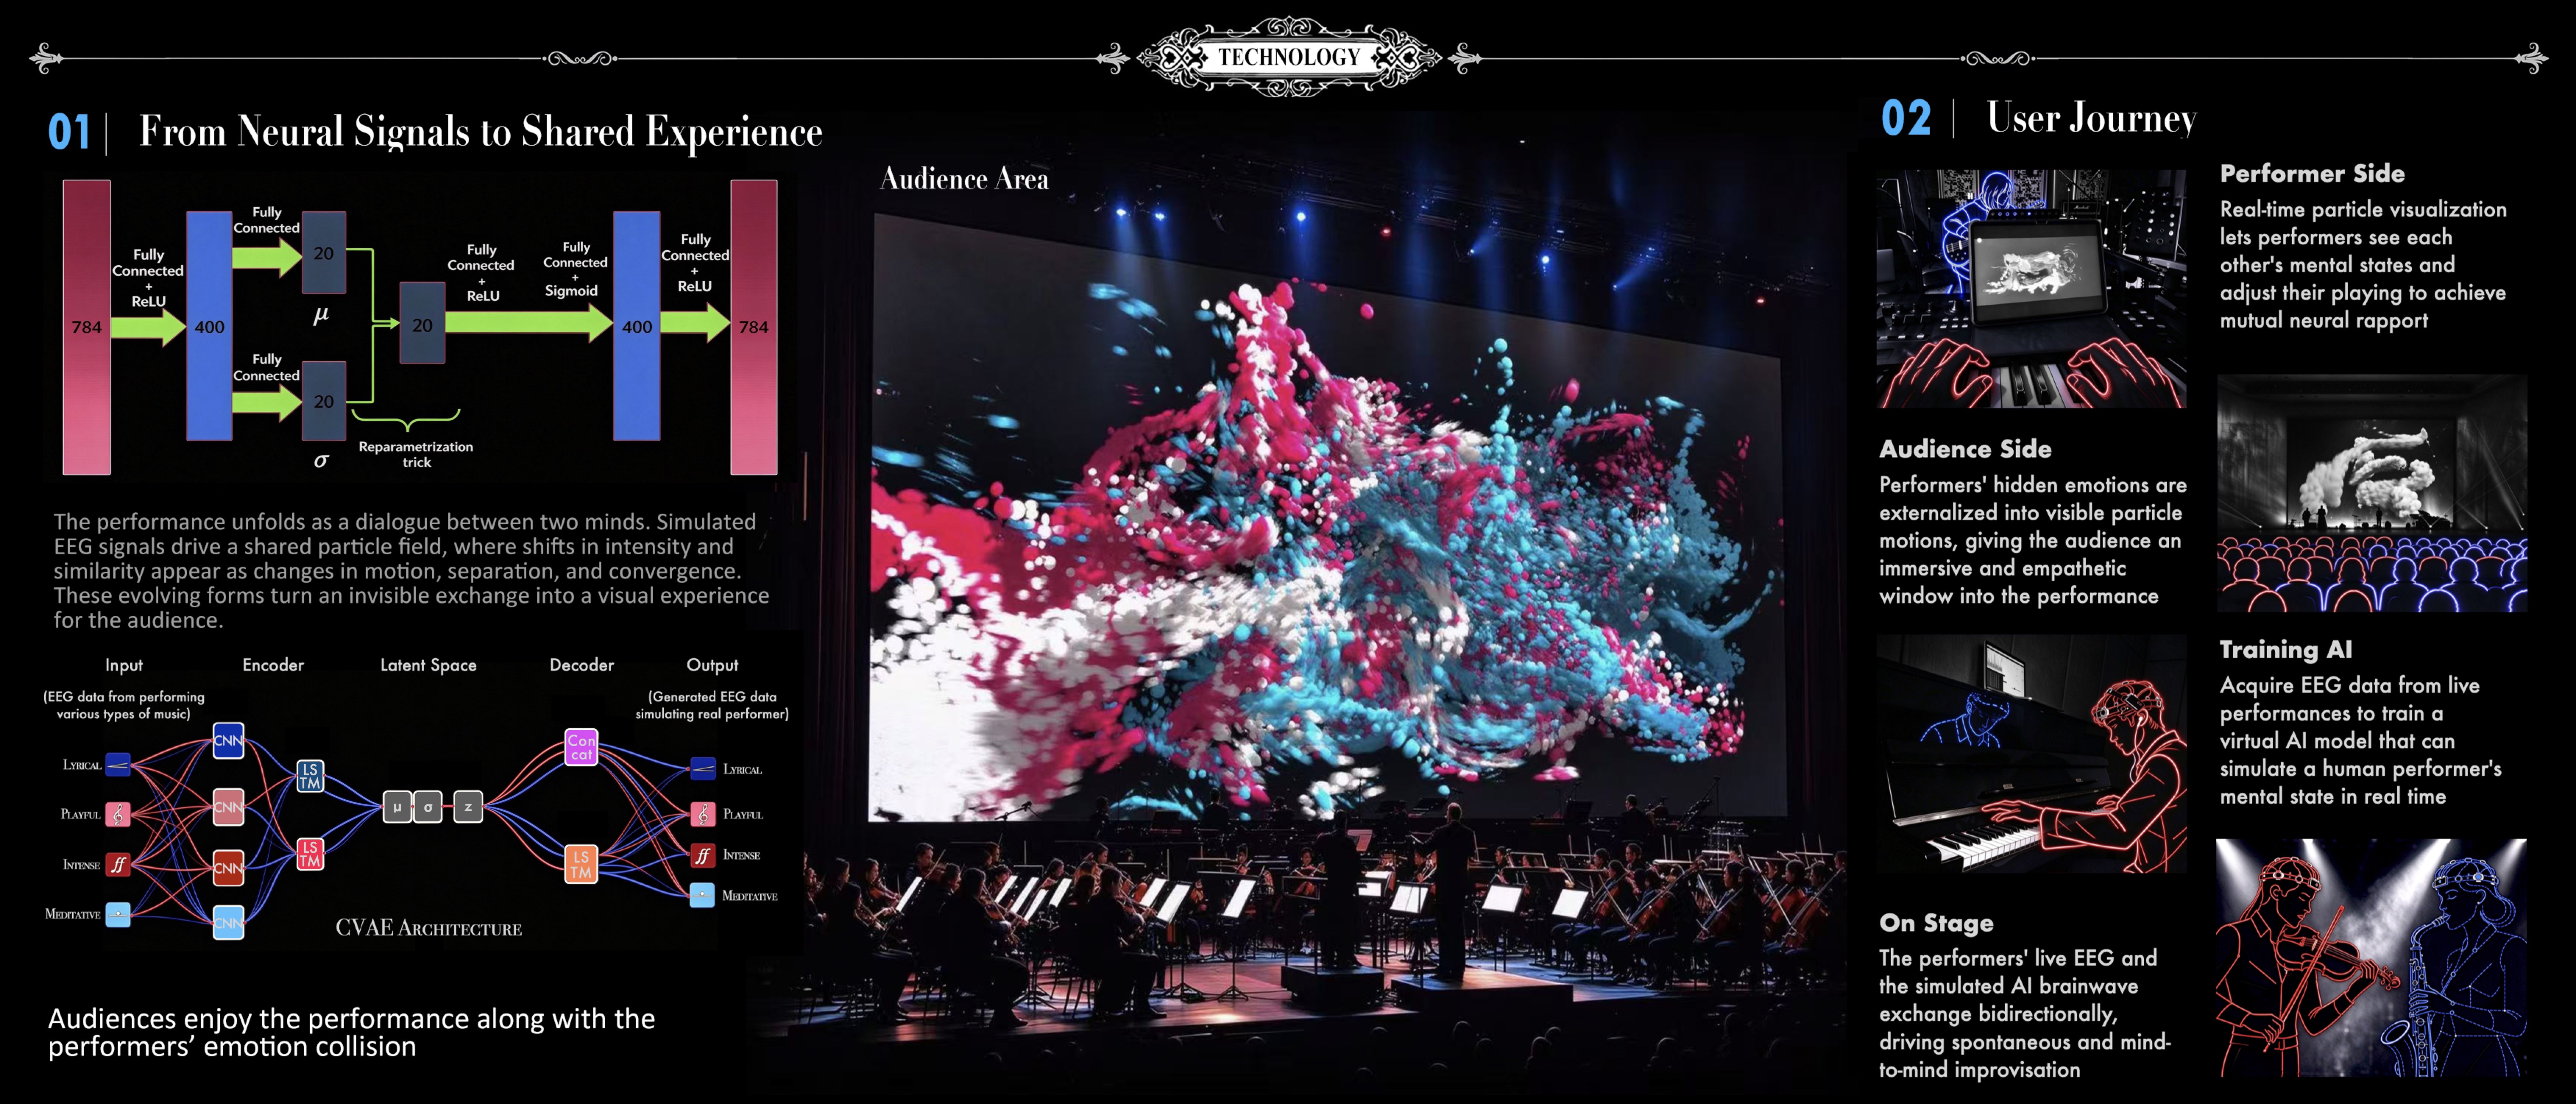 TECHNOLOGY
01
From Neural Signals to Shared Experience
784
Fully
Connected
+
ReLU
400
Fully
Connected
20
μ
Fully
Connected
20
σ
Reparametrization
trick
20
Fully
Connected
+
ReLU
Fully
Connected
+
Sigmoid
400
Fully
Connected
+
ReLU
784
The performance unfolds as a dialogue between two minds. Simulated
EEG signals drive a shared particle field, where shifts in intensity and
similarity appear as changes in motion, separation, and convergence.
These evolving forms turn an invisible exchange into a visual experience
for the audience.
Input
Encoder
Latent Space
Decoder
Output
(EEG data from performing
various types of music)
(Generated EEG data
simulating real performer)
Lyrical
Playful
Intense
ff
Meditative
CNN
CNN
CNN
CNN
LS
TM
LS
TM
μ
σ
z
Con
cat
LS
TM
Lyrical
Playful
ff
Intense
Meditative
CVAE Architecture
Audiences enjoy the performance along with the
performers’ emotion collision
Audience Area
02
User Journey
Performer Side
Real-time particle visualization
lets performers see each
other's mental states and
adjust their playing to achieve
mutual neural rapport
Audience Side
Performers' hidden emotions are
externalized into visible particle
motions, giving the audience an
immersive and empathetic
window into the performance
Training AI
Acquire EEG data from live
performances to train a
virtual AI model that can
simulate a human performer's
mental state in real time
On Stage
The performers' live EEG and
the simulated AI brainwave
exchange bidirectionally,
driving spontaneous and mind-
to-mind improvisation